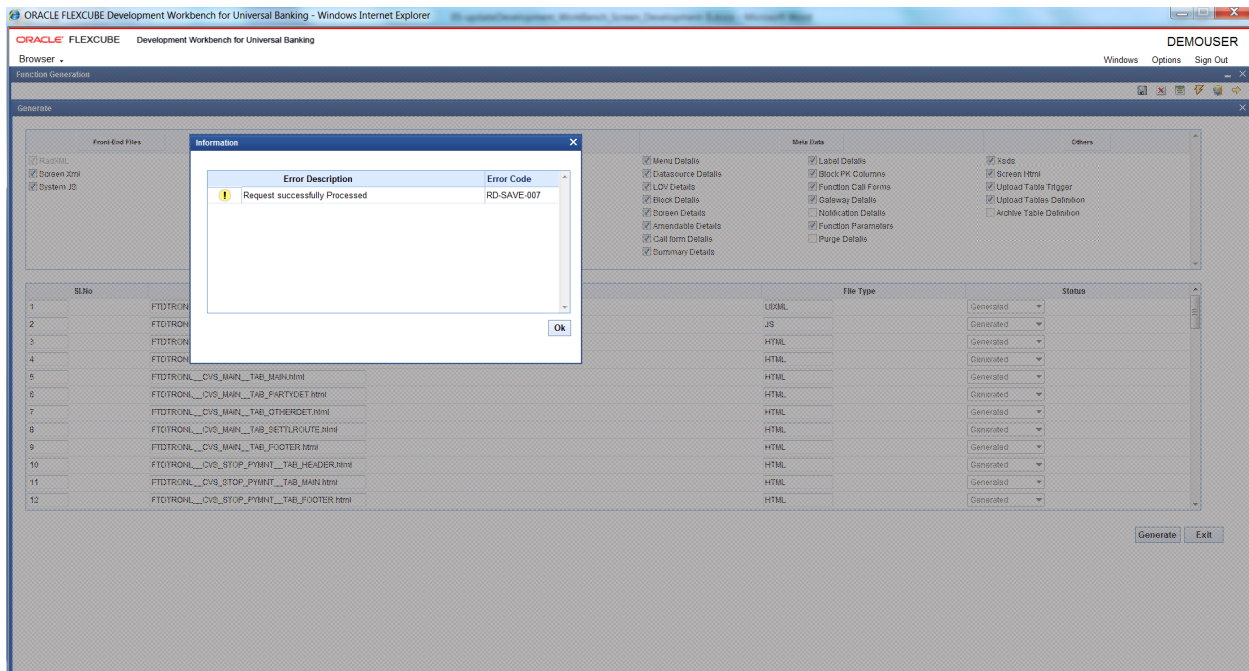 ORACLE FLEXCUBE Development Workbench for Universal Banking - Windows Internet Explorer
ORACLE FLEXCUBE Development Workbench for Universal Banking
DEMOUSER
Browser
Windows Options Sign Out
Function Generation
Generate
Front-End Files Meta Data Others
RadXML Menu Details Label Details Xsds
Screen Xml Datasource Details Block PK Columns Screen Html
System JS LOV Details Function Call Forms Upload Table Trigger
Block Details Gateway Details Upload Tables Definition
Screen Details Notification Details Archive Table Definition
Amendable Details Function Parameters
Call form Details Purge Details
Summary Details
Information
Error Description Error Code
Request successfully Processed RD-SAVE-007
Ok
Sl.No File Type Status
1 FTDTRON UIXML Generated
2 FTDTRON JS Generated
3 FTDTRON HTML Generated
4 FTDTRON HTML Generated
5 FTDTRONL__CVS_MAIN__TAB_MAIN.html HTML Generated
6 FTDTRONL__CVS_MAIN__TAB_PARTYDET.html HTML Generated
7 FTDTRONL__CVS_MAIN__TAB_OTHERDET.html HTML Generated
8 FTDTRONL__CVS_MAIN__TAB_SETTLROUTE.html HTML Generated
9 FTDTRONL__CVS_MAIN__TAB_FOOTER.html HTML Generated
10 FTDTRONL__CVS_STOP_PYMNT__TAB_HEADER.html HTML Generated
11 FTDTRONL__CVS_STOP_PYMNT__TAB_MAIN.html HTML Generated
12 FTDTRONL__CVS_STOP_PYMNT__TAB_FOOTER.html HTML Generated
Generate Exit